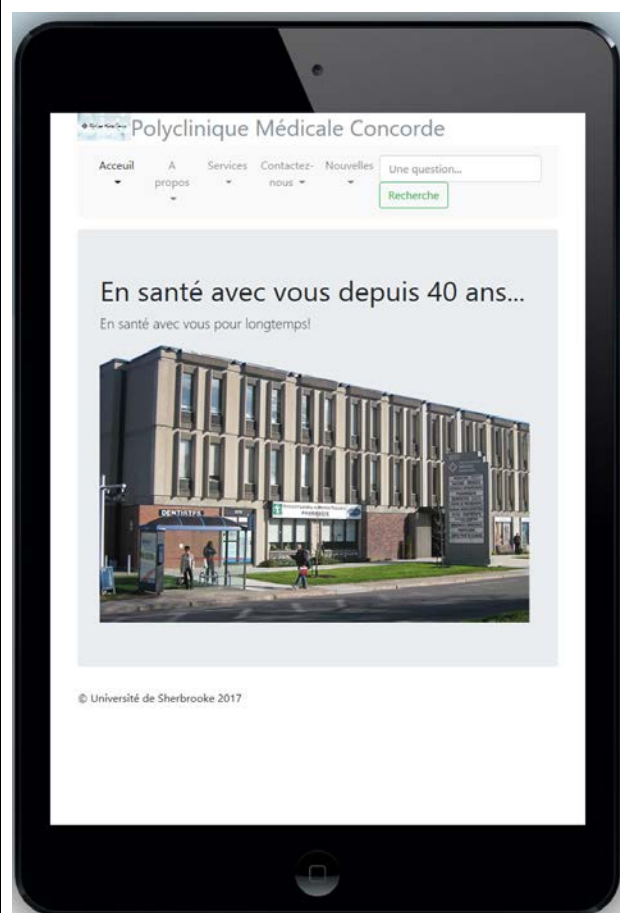 Polyclinique Médicale Concorde
Acceuil
A propos
Services
Contactez-nous
Nouvelles
Une question...
Recherche
En santé avec vous depuis 40 ans...
En santé avec vous pour longtemps!
DENTISTES
PHARMACIE
© Université de Sherbrooke 2017